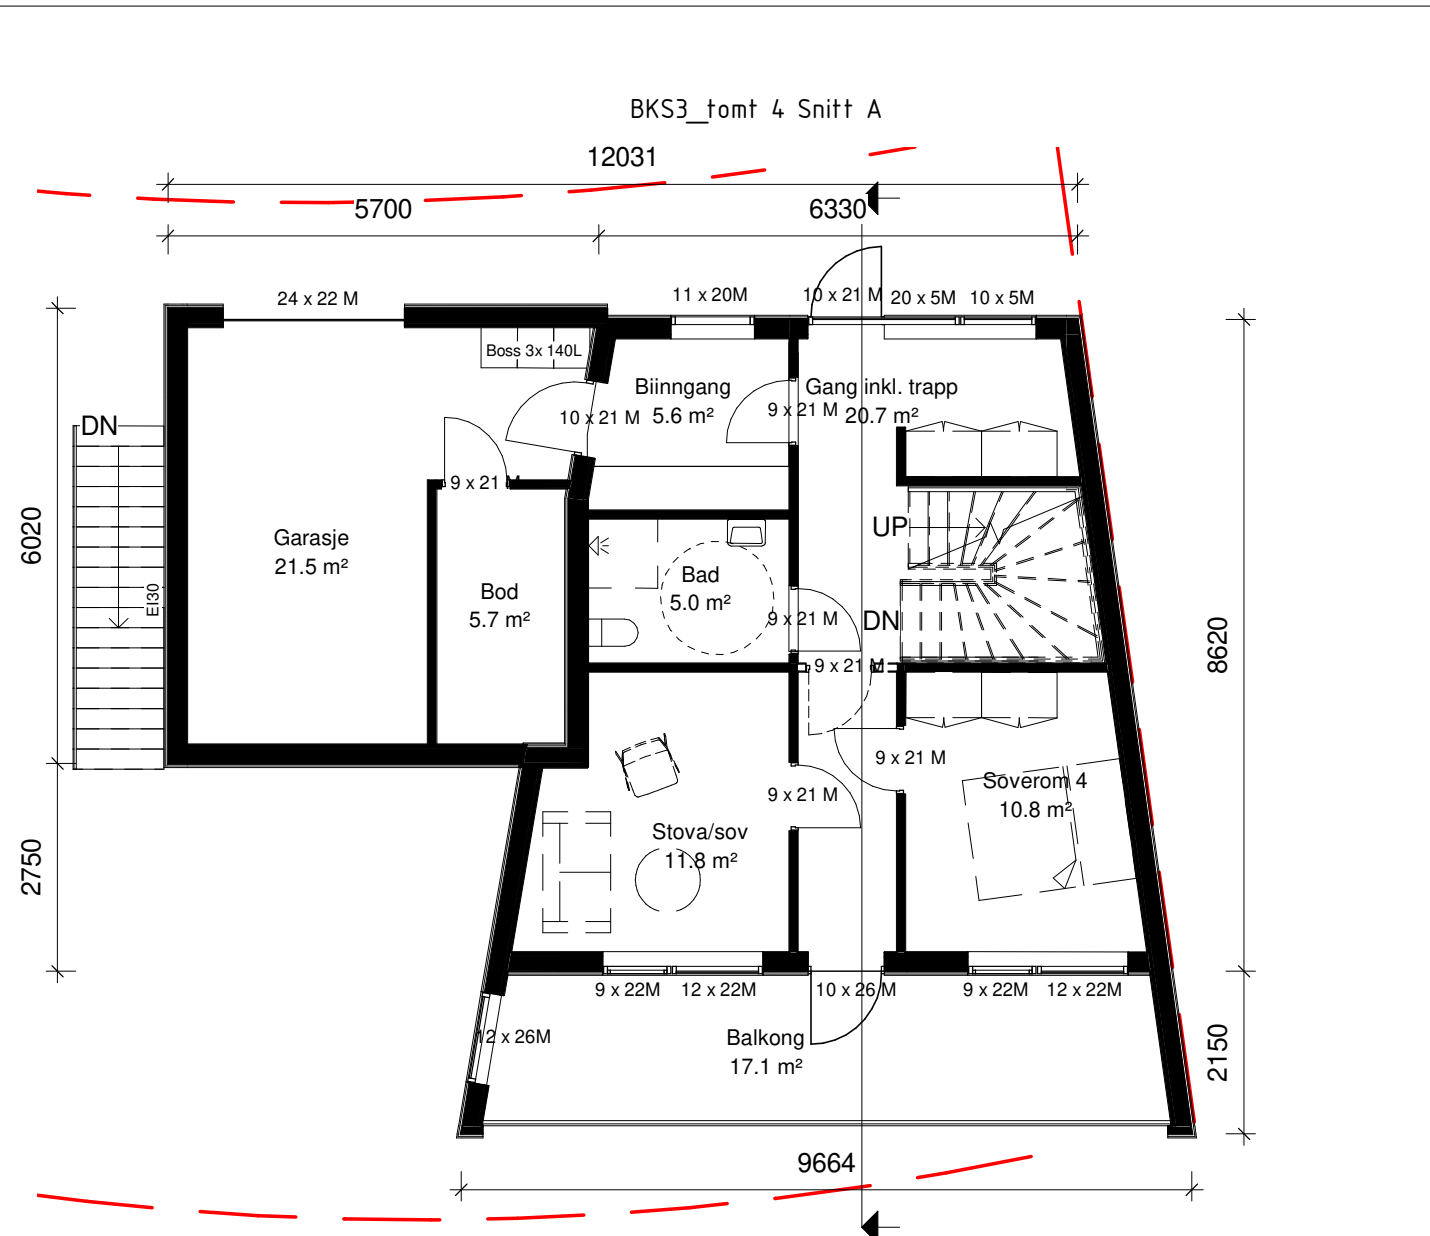 BKS3_tomt 4 Snitt A
12031
5700
6330
24 x 22 M
11 x 20M
10 x 21 M
20 x 5M
10 x 5M
Boss 3x 140L
Biinngang
5.6 m²
Gang inkl. trapp
20.7 m²
10 x 21 M
9 x 21 M
DN
9 x 21 M
6020
Garasje
21.5 m²
EI30
Bod
5.7 m²
Bad
5.0 m²
UP
DN
9 x 21 M
9 x 21 M
8620
9 x 21 M
9 x 21 M
Soverom 4
10.8 m²
Stova/sov
11.8 m²
2750
9 x 22M
12 x 22M
10 x 26 M
9 x 22M
12 x 22M
12 x 26M
Balkong
17.1 m²
2150
9664